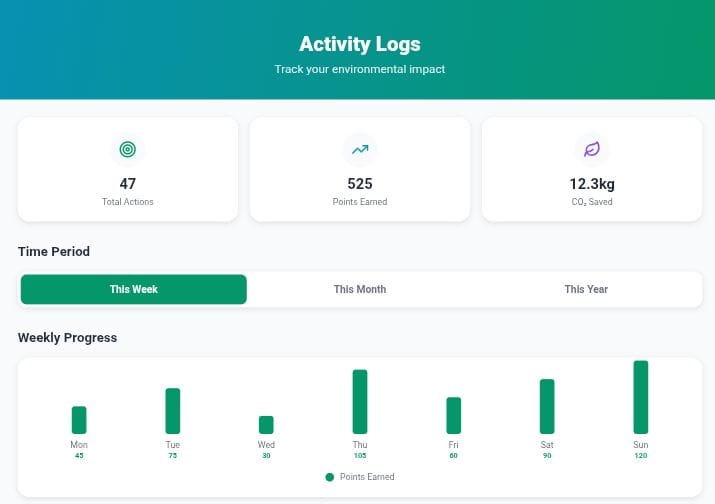 Activity Logs
Track your environmental impact
47
Total Actions
525
Points Earned
12.3kg
CO₂ Saved
Time Period
This Week
This Month
This Year
Weekly Progress
Mon
45
Tue
75
Wed
30
Thu
105
Fri
60
Sat
90
Sun
120
Points Earned